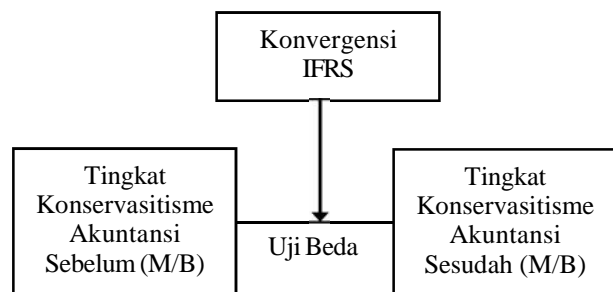 Konvergensi
IFRS
Tingkat
Konservasitisme
Akuntansi
Sebelum (M/B)
Uji Beda
Tingkat
Konservasitisme
Akuntansi
Sesudah (M/B)